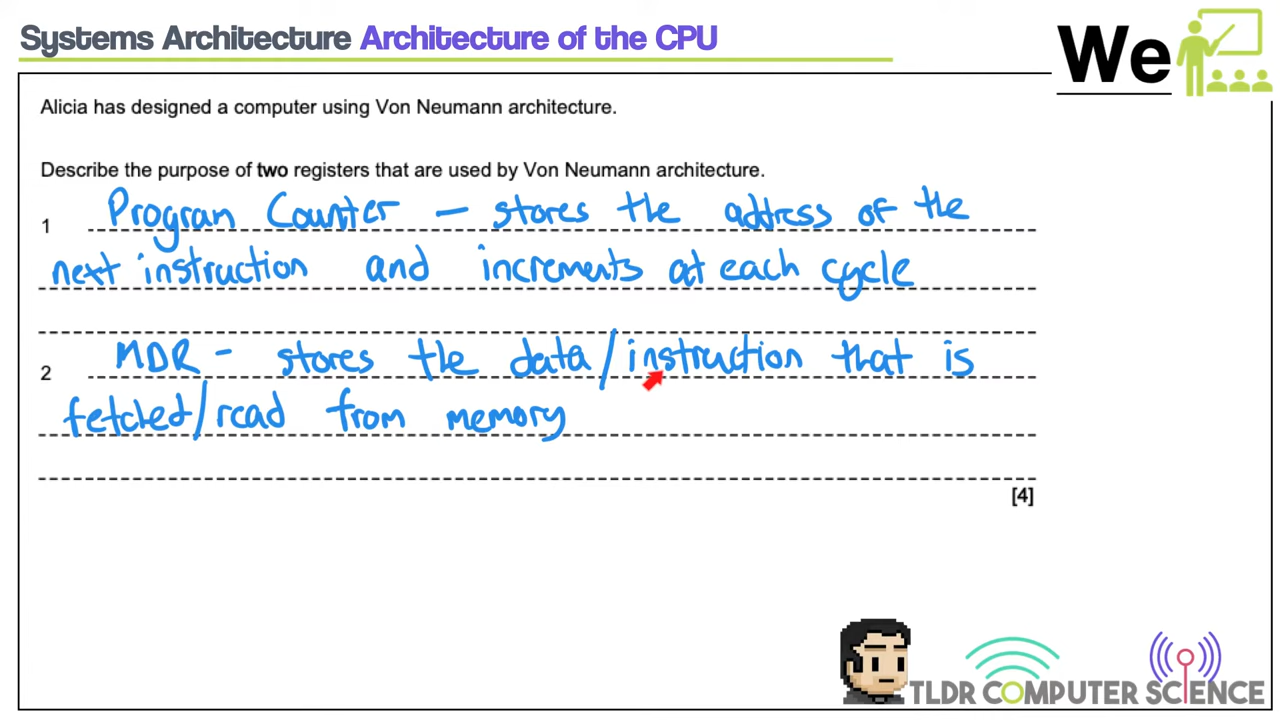 Systems Architecture Architecture of the CPU
We
Alicia has designed a computer using Von Neumann architecture.
Describe the purpose of two registers that are used by Von Neumann architecture.
1 Program Counter – stores the address of the
next instruction and increments at each cycle
2 MDR - stores the data/instruction that is
fetched/read from memory
[4]
TLDR COMPUTER SCIENCE